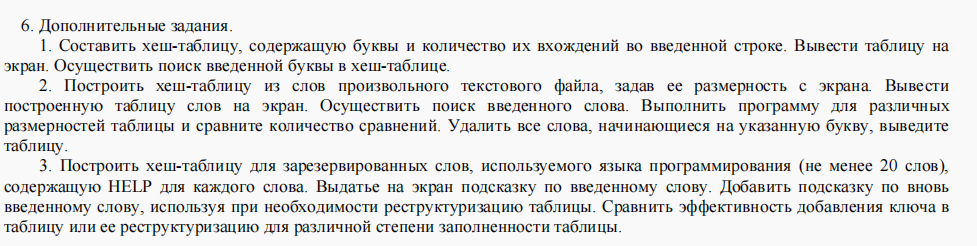 6. Дополнительные задания.
1. Составить хеш-таблицу, содержащую буквы и количество их вхождений во введенной строке. Вывести таблицу на
экран. Осуществить поиск введенной буквы в хеш-таблице.
2. Построить хеш-таблицу из слов произвольного текстового файла, задав ее размерность с экрана. Вывести
построенную таблицу слов на экран. Осуществить поиск введенного слова. Выполнить программу для различных
размерностей таблицы и сравните количество сравнений. Удалить все слова, начинающиеся на указанную букву, выведите
таблицу.
3. Построить хеш-таблицу для зарезервированных слов, используемого языка программирования (не менее 20 слов),
содержащую HELP для каждого слова. Выдатье на экран подсказку по введенному слову. Добавить подсказку по вновь
введенному слову, используя при необходимости реструктуризацию таблицы. Сравнить эффективность добавления ключа в
таблицу или ее реструктуризацию для различной степени заполненности таблицы.